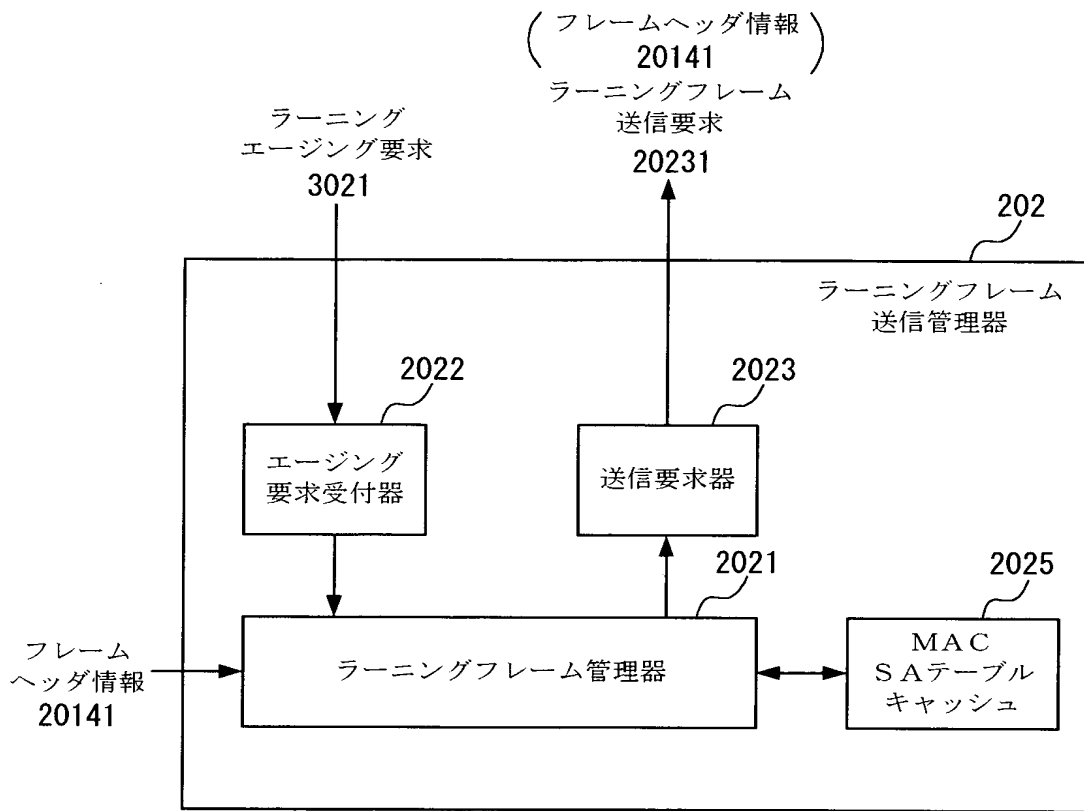 フレームヘッダ情報
20141
ラーニングフレーム
送信要求
20231
ラーニング
エージング要求
3021
202
ラーニングフレーム
送信管理器
2022
エージング
要求受付器
2023
送信要求器
2021
ラーニングフレーム管理器
2025
ＭＡＣ
ＳＡテーブル
キャッシュ
フレーム
ヘッダ情報
20141